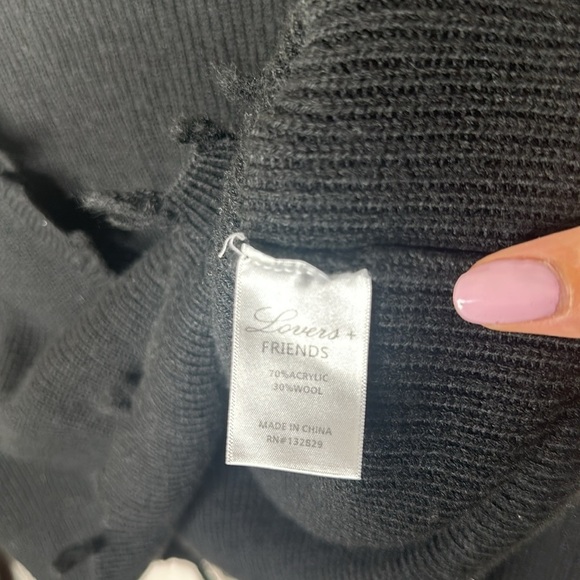 Lovers +
FRIENDS
70%ACRYLIC
30%WOOL
MADE IN CHINA
RN#132829